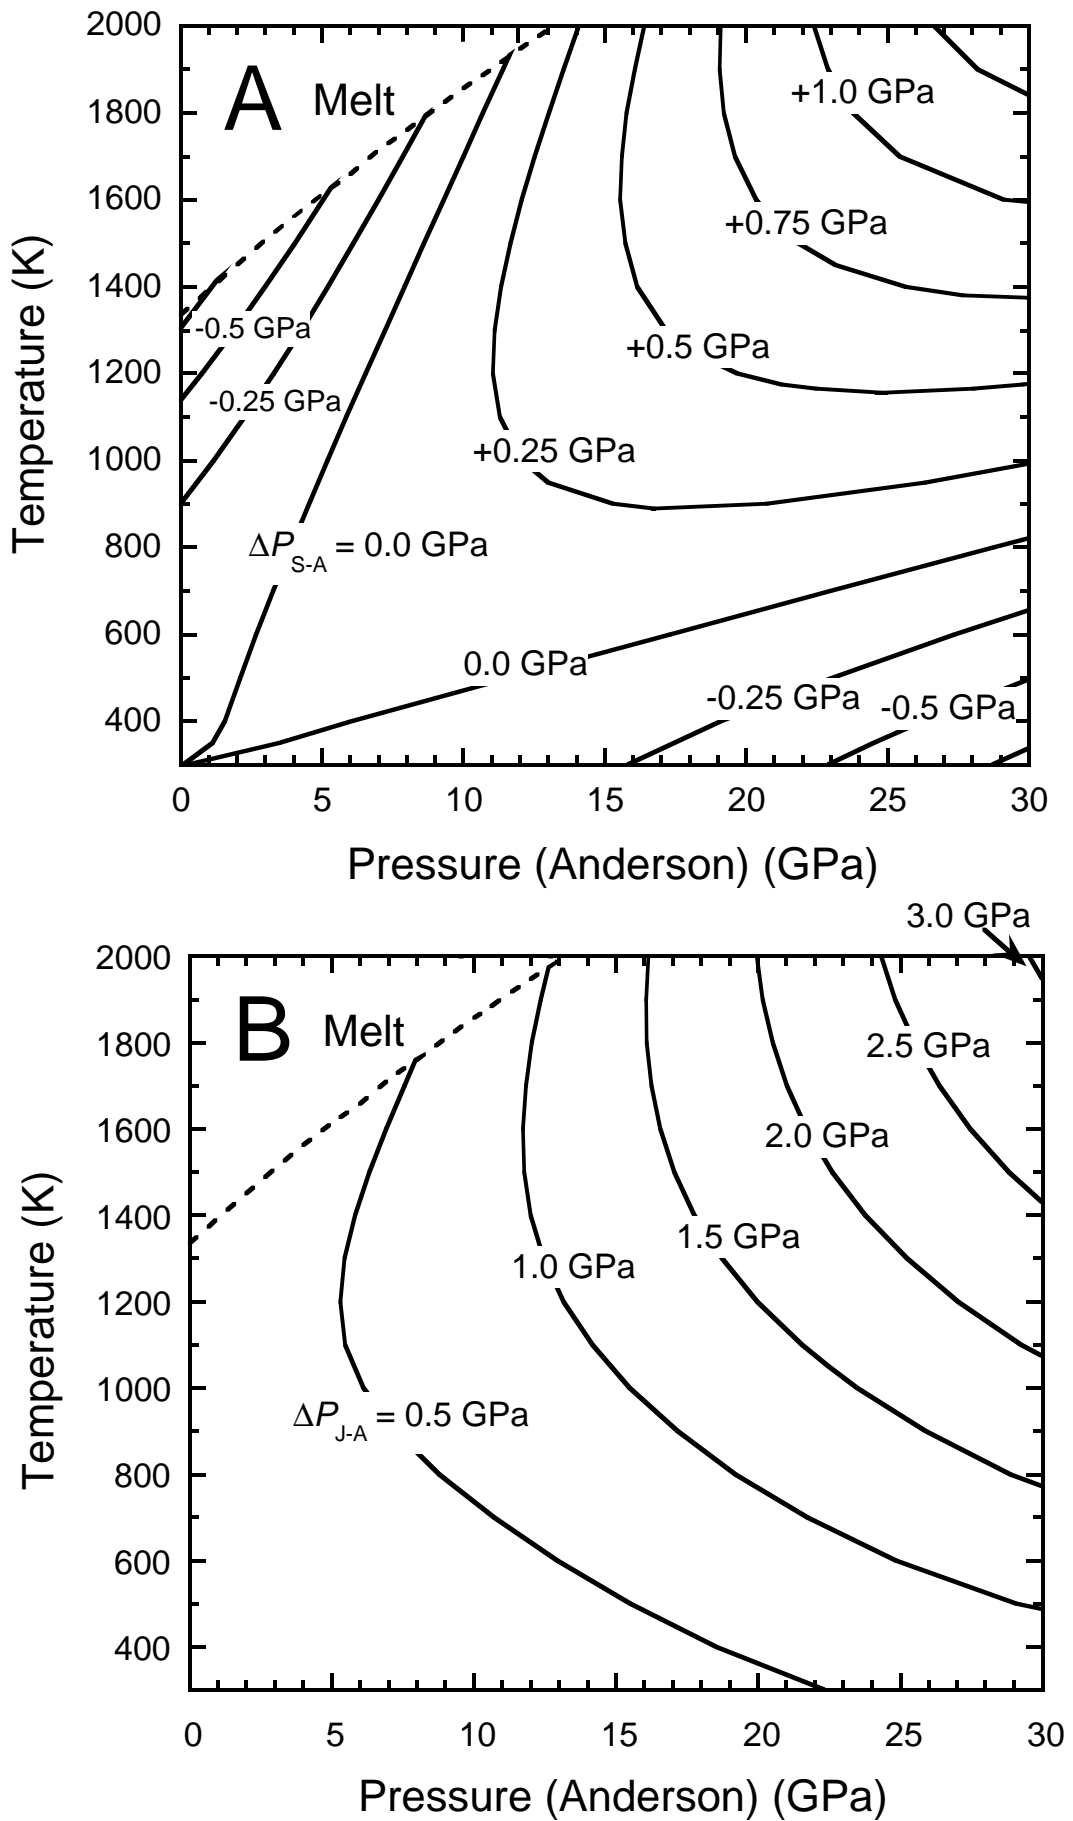 2000
A Melt
+1.0 GPa
1800
1600
+0.75 GPa
1400
-0.5 GPa
+0.5 GPa
1200
-0.25 GPa
+0.25 GPa
1000
ΔP S-A = 0.0 GPa
800
600
0.0 GPa
-0.25 GPa
-0.5 GPa
400
Temperature (K)
0 5 10 15 20 25 30
Pressure (Anderson) (GPa)
3.0 GPa
2000
B Melt
1800
2.5 GPa
1600
2.0 GPa
1400
1.5 GPa
1.0 GPa
1200
1000
ΔP J-A = 0.5 GPa
800
600
400
Temperature (K)
0 5 10 15 20 25 30
Pressure (Anderson) (GPa)